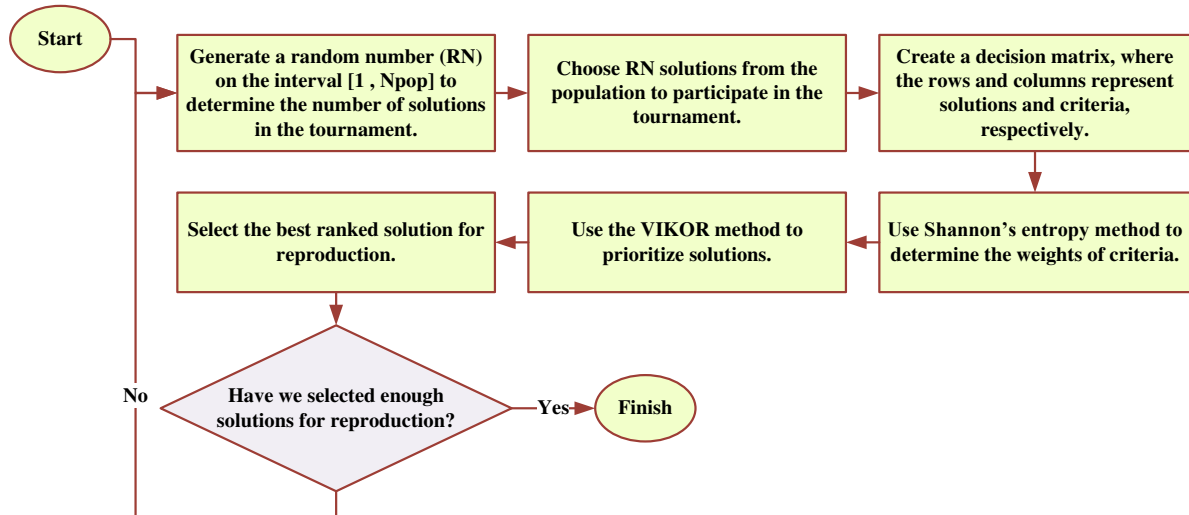 Start
Generate a random number (RN)
on the interval [1 , Npop] to
determine the number of solutions
in the tournament.
Choose RN solutions from the
population to participate in the
tournament.
Create a decision matrix, where
the rows and columns represent
solutions and criteria,
respectively.
Use Shannon’s entropy method to
determine the weights of criteria.
Use the VIKOR method to
prioritize solutions.
Select the best ranked solution for
reproduction.
Have we selected enough
solutions for reproduction?
No
Yes
Finish